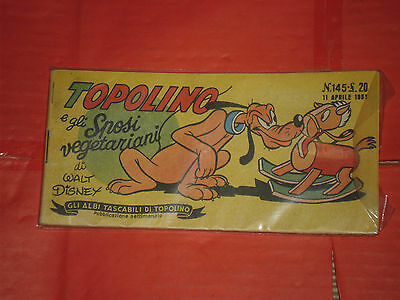 TOPOLINO
e gli Sposi
vegetariani
di
WALT
DISNEY
N. 145 - L. 20
11 APRILE 1951
GLI ALBI TASCABILI DI TOPOLINO
Pubblicazione settimanale